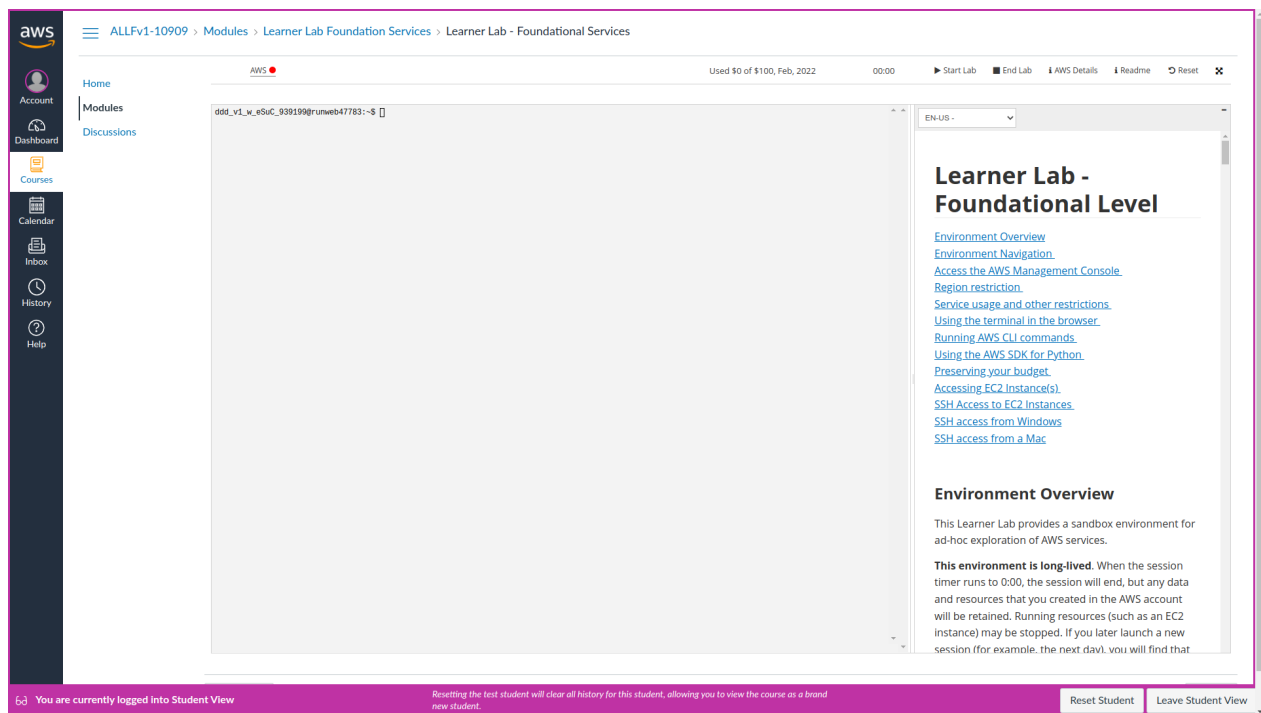 aws
ALLFv1-10909 > Modules > Learner Lab Foundation Services > Learner Lab - Foundational Services
Account
Dashboard
Courses
Calendar
Inbox
History
Help
Home
Modules
Discussions
AWS
Used $0 of $100, Feb, 2022
00:00
Start Lab
End Lab
AWS Details
Readme
Reset
ddd_v1_w_eSuC_939199@runweb47783:~$ []
EN-US -
Learner Lab -
Foundational Level
Environment Overview
Environment Navigation
Access the AWS Management Console
Region restriction
Service usage and other restrictions
Using the terminal in the browser
Running AWS CLI commands
Using the AWS SDK for Python
Preserving your budget
Accessing EC2 Instance(s)
SSH Access to EC2 Instances
SSH access from Windows
SSH access from a Mac
Environment Overview
This Learner Lab provides a sandbox environment for
ad-hoc exploration of AWS services.
This environment is long-lived. When the session
timer runs to 0:00, the session will end, but any data
and resources that you created in the AWS account
will be retained. Running resources (such as an EC2
instance) may be stopped. If you later launch a new
session (for example, the next day), you will find that
You are currently logged into Student View
Resetting the test student will clear all history for this student, allowing you to view the course as a brand
new student.
Reset Student
Leave Student View